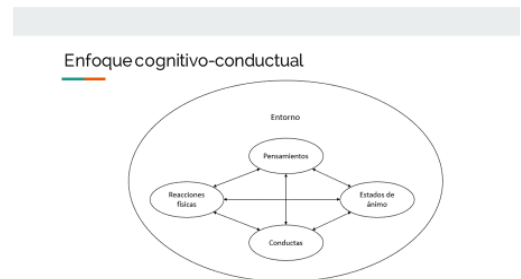 Enfoque cognitivo-conductual
Entorno
Pensamientos
Reacciones
físicas
Estados de
ánimo
Conductas